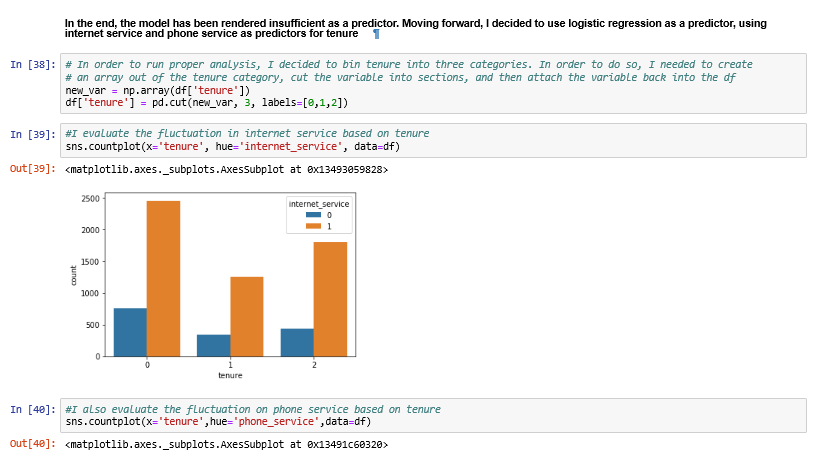 In the end, the model has been rendered insufficient as a predictor. Moving forward, I decided to use logistic regression as a predictor, using
internet service and phone service as predictors for tenure ¶
In [38]: # In order to run proper analysis, I decided to bin tenure into three categories. In order to do so, I needed to create
# an array out of the tenure category, cut the variable into sections, and then attach the variable back into the df
new_var = np.array(df['tenure'])
df['tenure'] = pd.cut(new_var, 3, labels=[0,1,2])
In [39]: #I evaluate the fluctuation in internet service based on tenure
sns.countplot(x='tenure', hue='internet_service', data=df)
Out[39]: <matplotlib.axes._subplots.AxesSubplot at 0x13493059828>
internet_service
0
1
2500
2000
1500
1000
500
0
count
0 1 2
tenure
In [40]: #I also evaluate the fluctuation on phone service based on tenure
sns.countplot(x='tenure',hue='phone_service',data=df)
Out[40]: <matplotlib.axes._subplots.AxesSubplot at 0x13491c60320>